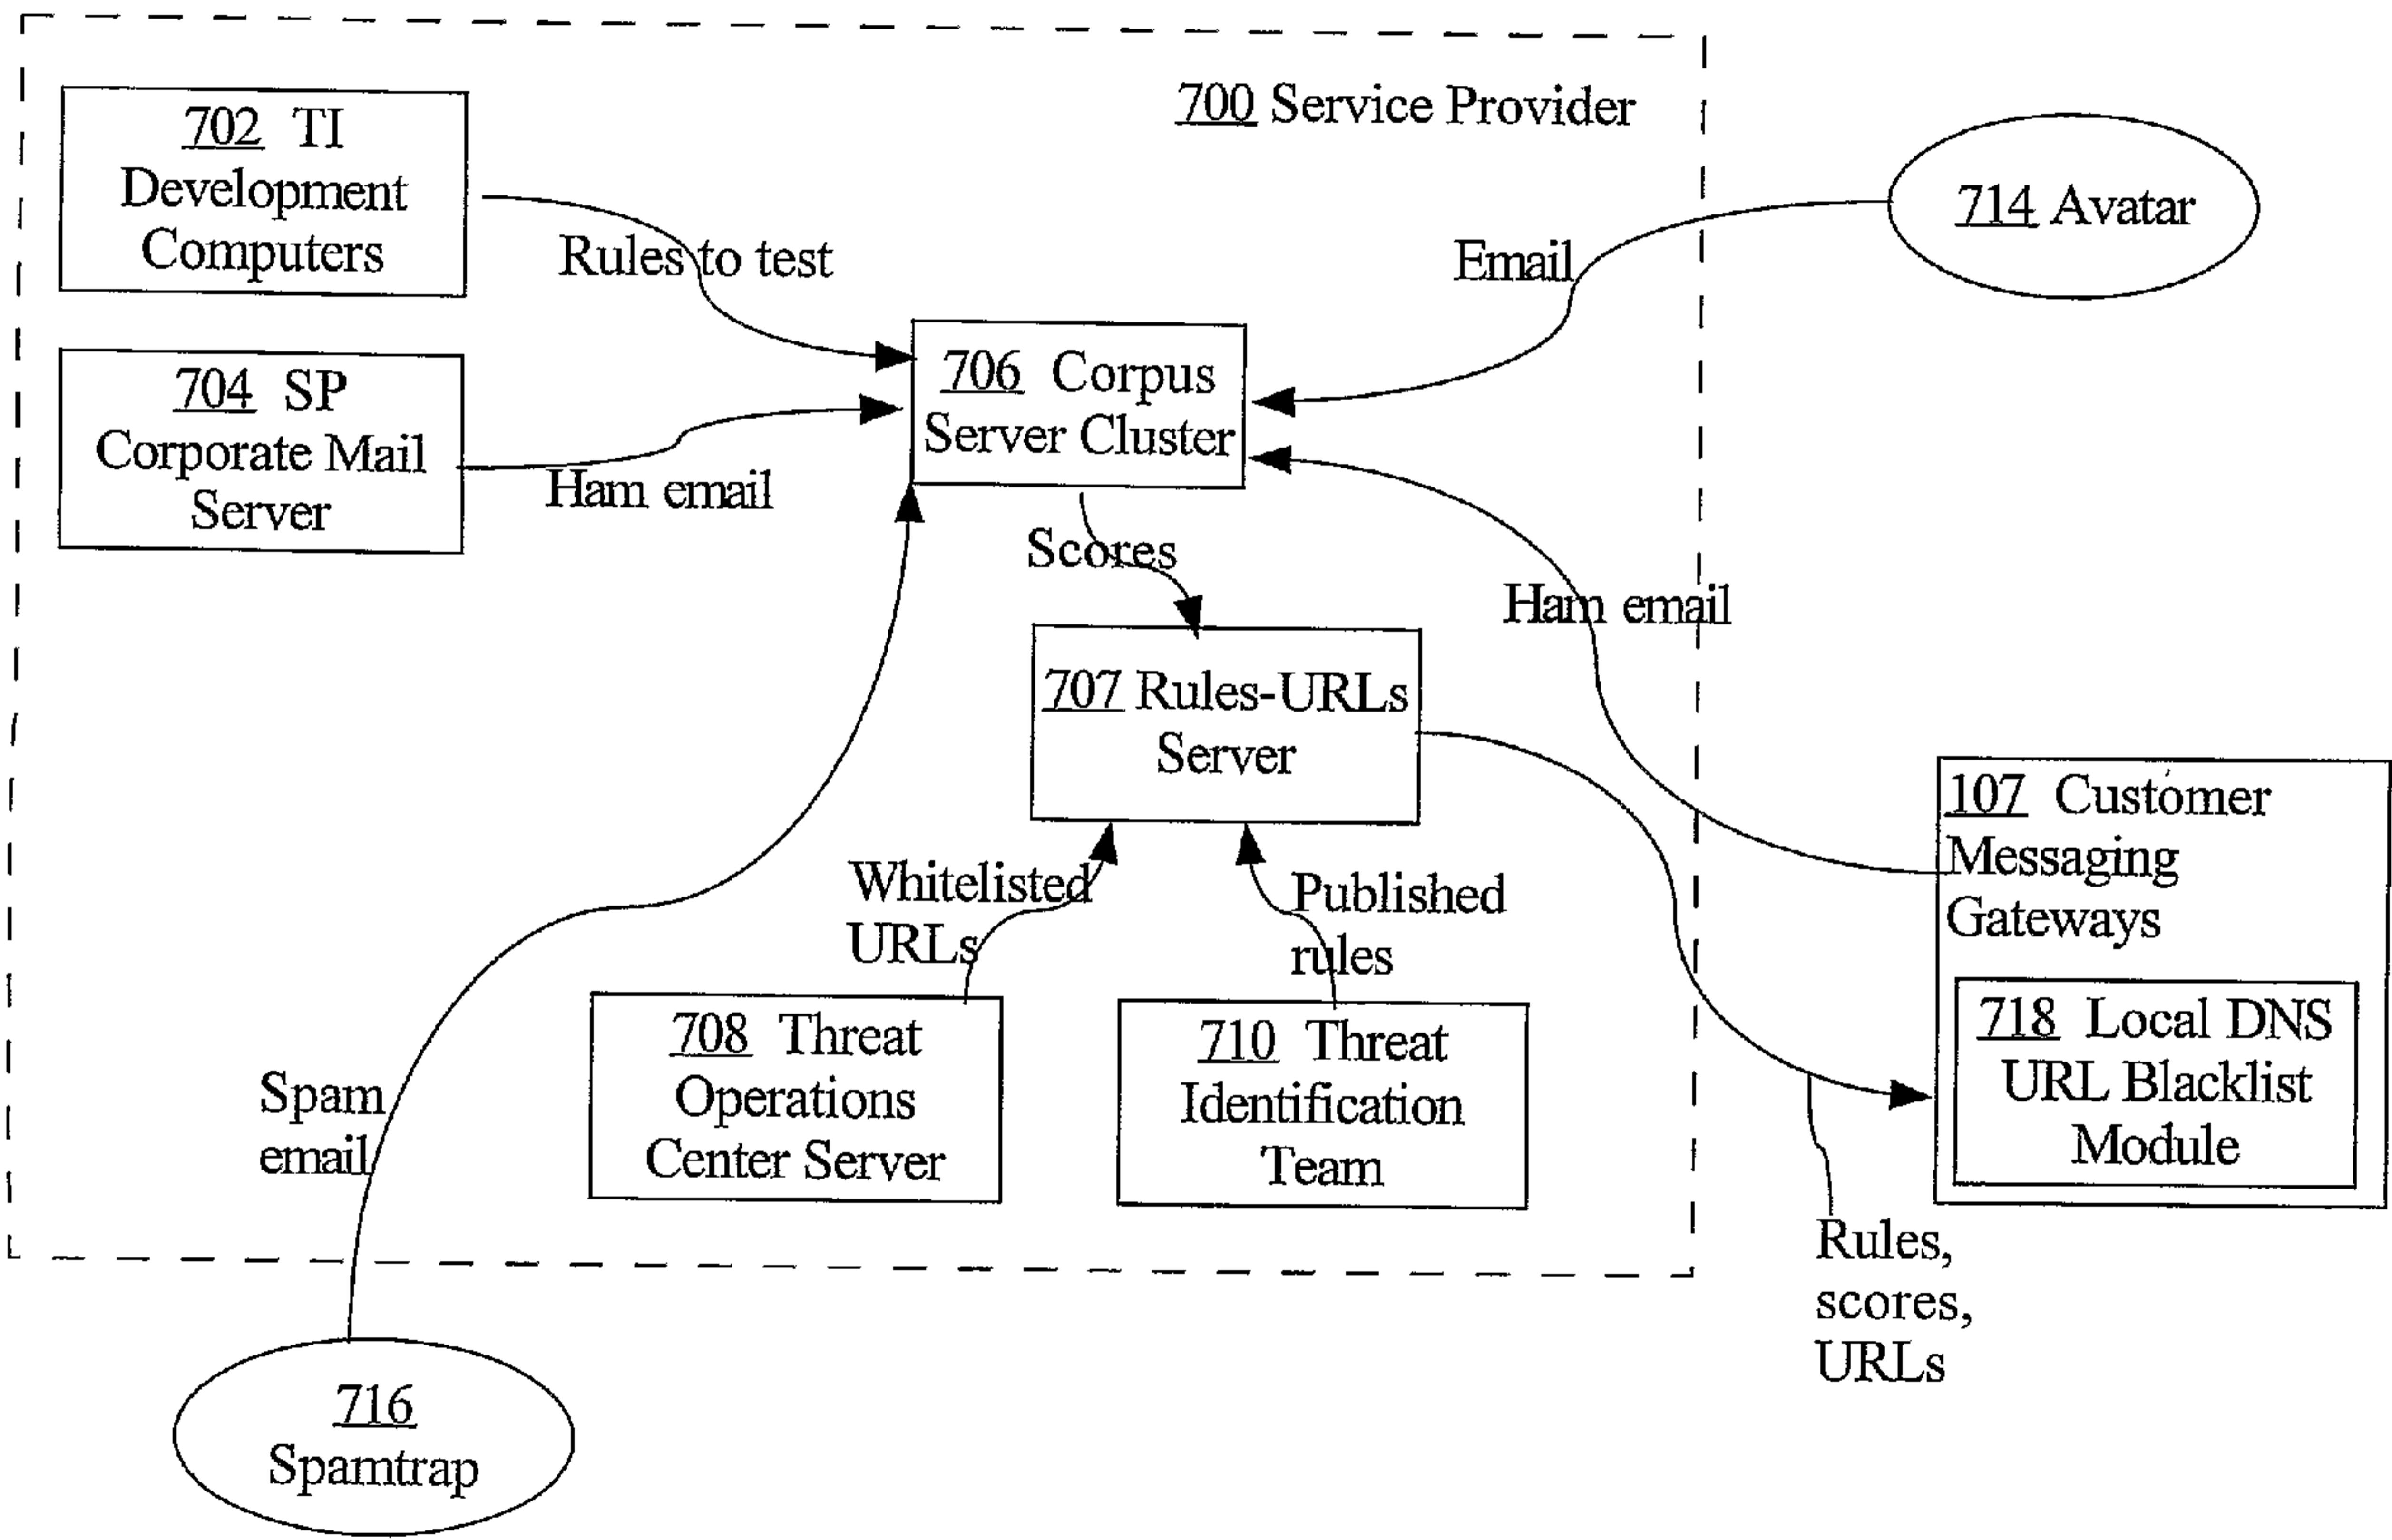 700 Service Provider
702 TI
Development
Computers
Rules to test
714 Avatar
Email
704 SP
Corporate Mail
Server
Ham email
706 Corpus
Server Cluster
Scores
Ham email
707 Rules-URLs
Server
107 Customer
Messaging
Gateways
718 Local DNS
URL Blacklist
Module
Whitelisted
URLs
Published
rules
708 Threat
Operations
Center Server
710 Threat
Identification
Team
Spam
email
Rules,
scores,
URLs
716
Spamtrap